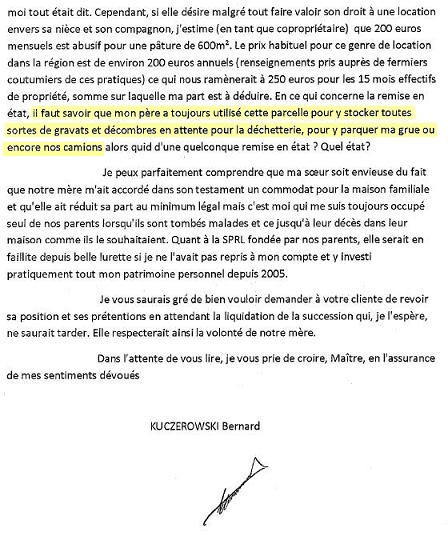 moi tout était dit. Cependant, si elle désire malgré tout faire valoir son droit à une location
envers sa nièce et son compagnon, j'estime (en tant que copropriétaire)  que 200 euros
mensuels est abusif pour une pâture de 600m². Le prix habituel pour ce genre de location
dans la région est de environ 200 euros annuels (renseignements pris auprès de fermiers
coutumiers de ces pratiques) ce qui nous ramènerait à 250 euros pour les 15 mois effectifs
de propriété, somme sur laquelle ma part est à déduire. En ce qui concerne la remise en
état, il faut savoir que mon père a toujours utilisé cette parcelle pour y stocker toutes
sortes de gravats et décombres en attente pour la déchetterie, pour y parquer ma grue ou
encore nos camions alors quid d'une quelconque remise en état ? Quel état?
Je peux parfaitement comprendre que ma sœur soit envieuse du fait
que notre mère m'ait accordé dans son testament un commodat pour la maison familiale
et qu'elle ait réduit sa part au minimum légal mais c'est moi qui me suis toujours occupé
seul de nos parents lorsqu'ils sont tombés malades et ce jusqu'à leur décès dans leur
maison comme ils le souhaitaient. Quant à la SPRL fondée par nos parents, elle serait en
faillite depuis belle lurette si je ne l'avait pas repris à mon compte et y investi
pratiquement tout mon patrimoine personnel depuis 2005.
Je vous saurais gré de bien vouloir demander à votre cliente de revoir
sa position et ses prétentions en attendant la liquidation de la succession qui, je l'espère,
ne saurait tarder. Elle respecterait ainsi la volonté de notre mère.
Dans l'attente de vous lire, je vous prie de croire, Maître, en l'assurance
de mes sentiments dévoués
KUCZEROWSKI Bernard